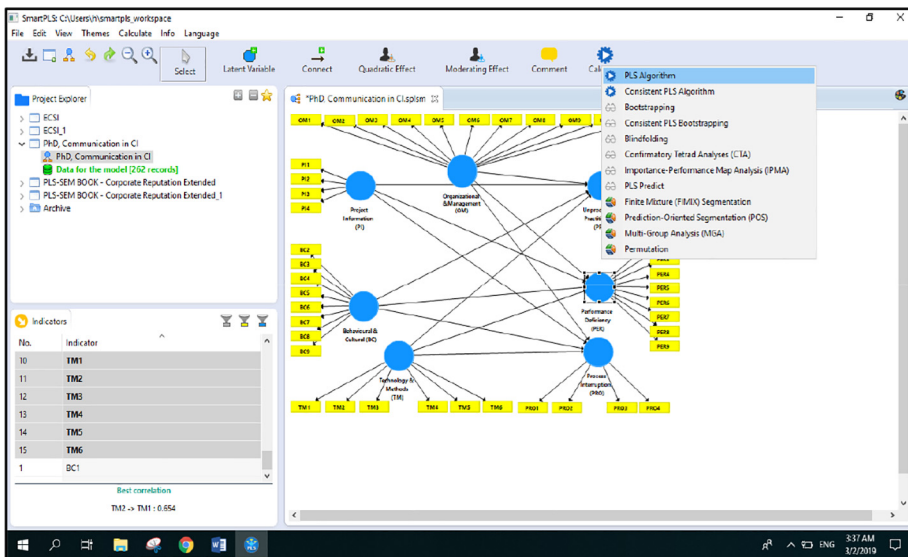 SmartPLS: C:\Users\h\smartpls_workspace
File Edit View Themes Calculate Info Language
Select
Latent Variable
Connect
Quadratic Effect
Moderating Effect
Comment
PLS Algorithm
Consistent PLS Algorithm
Bootstrapping
Consistent PLS Bootstrapping
Blindfolding
Confirmatory Tetrad Analyses (CTA)
Importance-Performance Map Analysis (IPMA)
PLS Predict
Finite Mixture (FIMIX) Segmentation
Prediction-Oriented Segmentation (POS)
Multi-Group Analysis (MGA)
Permutation
Project Explorer
ECSI
ECSI_1
PhD, Communication in CI
PhD, Communication in CI
Data for the model [262 records]
PLS-SEM BOOK - Corporate Reputation Extended
PLS-SEM BOOK - Corporate Reputation Extended_1
Archive
*PhD, Communication in CI.splsm
OM1 OM2 OM3 OM4 OM5 OM6 OM7 OM8 OM9
Organizational
&Management
(OM)
PI1
PI2
PI3
PI4
Project
Information
(PI)
BC2
BC3
BC4
BC5
BC6
BC7
BC8
BC9
Behavioural &
Cultural (BC)
PER4
PER5
PER6
PER7
PER8
PER9
Performance
Deficiency
(PER)
Technology &
Methods
(TM)
Process
Interruption
(PRO)
TM1 TM2 TM3 TM4 TM5 TM6 PRO1 PRO2 PRO3 PRO4
Indicators
No. Indicator
10 TM1
11 TM2
12 TM3
13 TM4
14 TM5
15 TM6
1 BC1
Best correlation
TM2 -> TM1 : 0.654
ENG
3:37 AM
3/2/2019